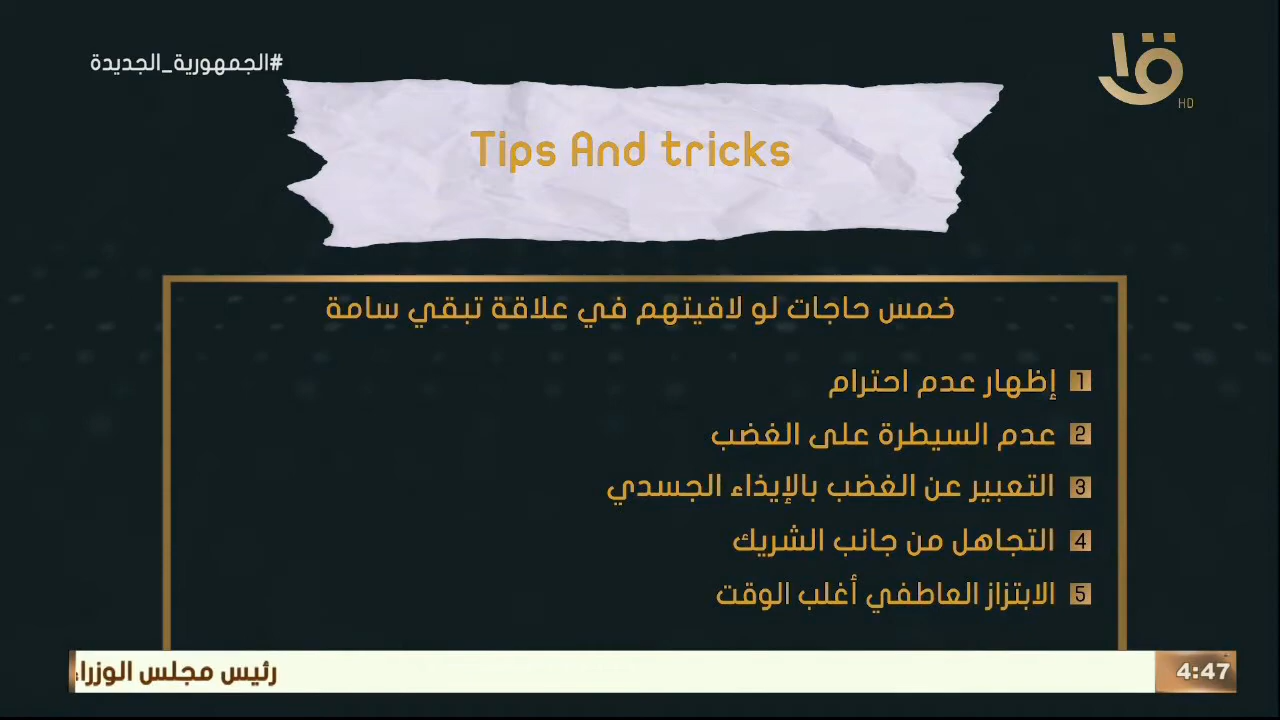 #الجمهورية_الجديدة
HD
Tips And tricks
خمس حاجات لو لاقيتهم في علاقة تبقي سامة
1 إظهار عدم احترام
2 عدم السيطرة على الغضب
3 التعبير عن الغضب بالإيذاء الجسدي
4 التجاهل من جانب الشريك
5 الابتزاز العاطفي أغلب الوقت
4:47
رئيس مجلس